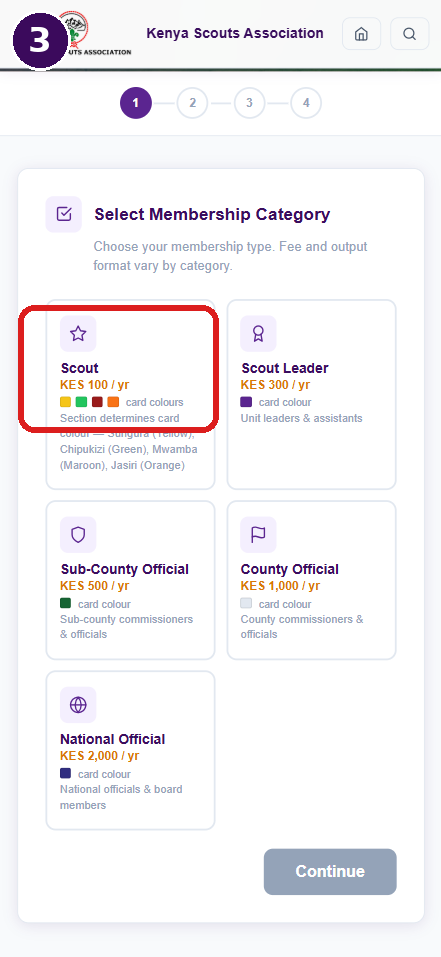 3
UTS ASSOCIATION
Kenya Scouts Association
1
2
3
4
Select Membership Category
Choose your membership type. Fee and output
format vary by category.
Scout
KES 100 / yr
card colours
Section determines card
colour — Sungura (Yellow),
Chipukizi (Green), Mwamba
(Maroon), Jasiri (Orange)
Scout Leader
KES 300 / yr
card colour
Unit leaders & assistants
Sub-County Official
KES 500 / yr
card colour
Sub-county commissioners
& officials
County Official
KES 1,000 / yr
card colour
County commissioners &
officials
National Official
KES 2,000 / yr
card colour
National officials & board
members
Continue